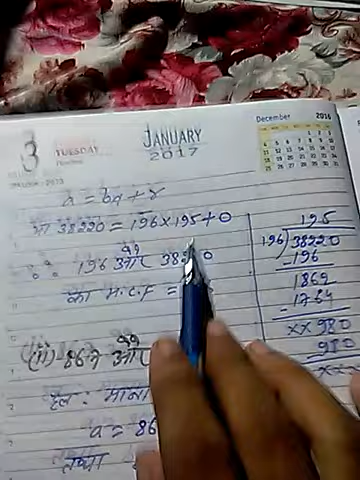 December 2016
3 TUESDAY JANUARY 2017
a = bq + r
या 38220 = 196 × 195 + 0
∴ 196 और 38220
का म.स.
(iii) 867 और
हल : माना
a = 86
तथा
195
196 ) 38220
- 196
1862
- 1764
× × 980
980
× × ×